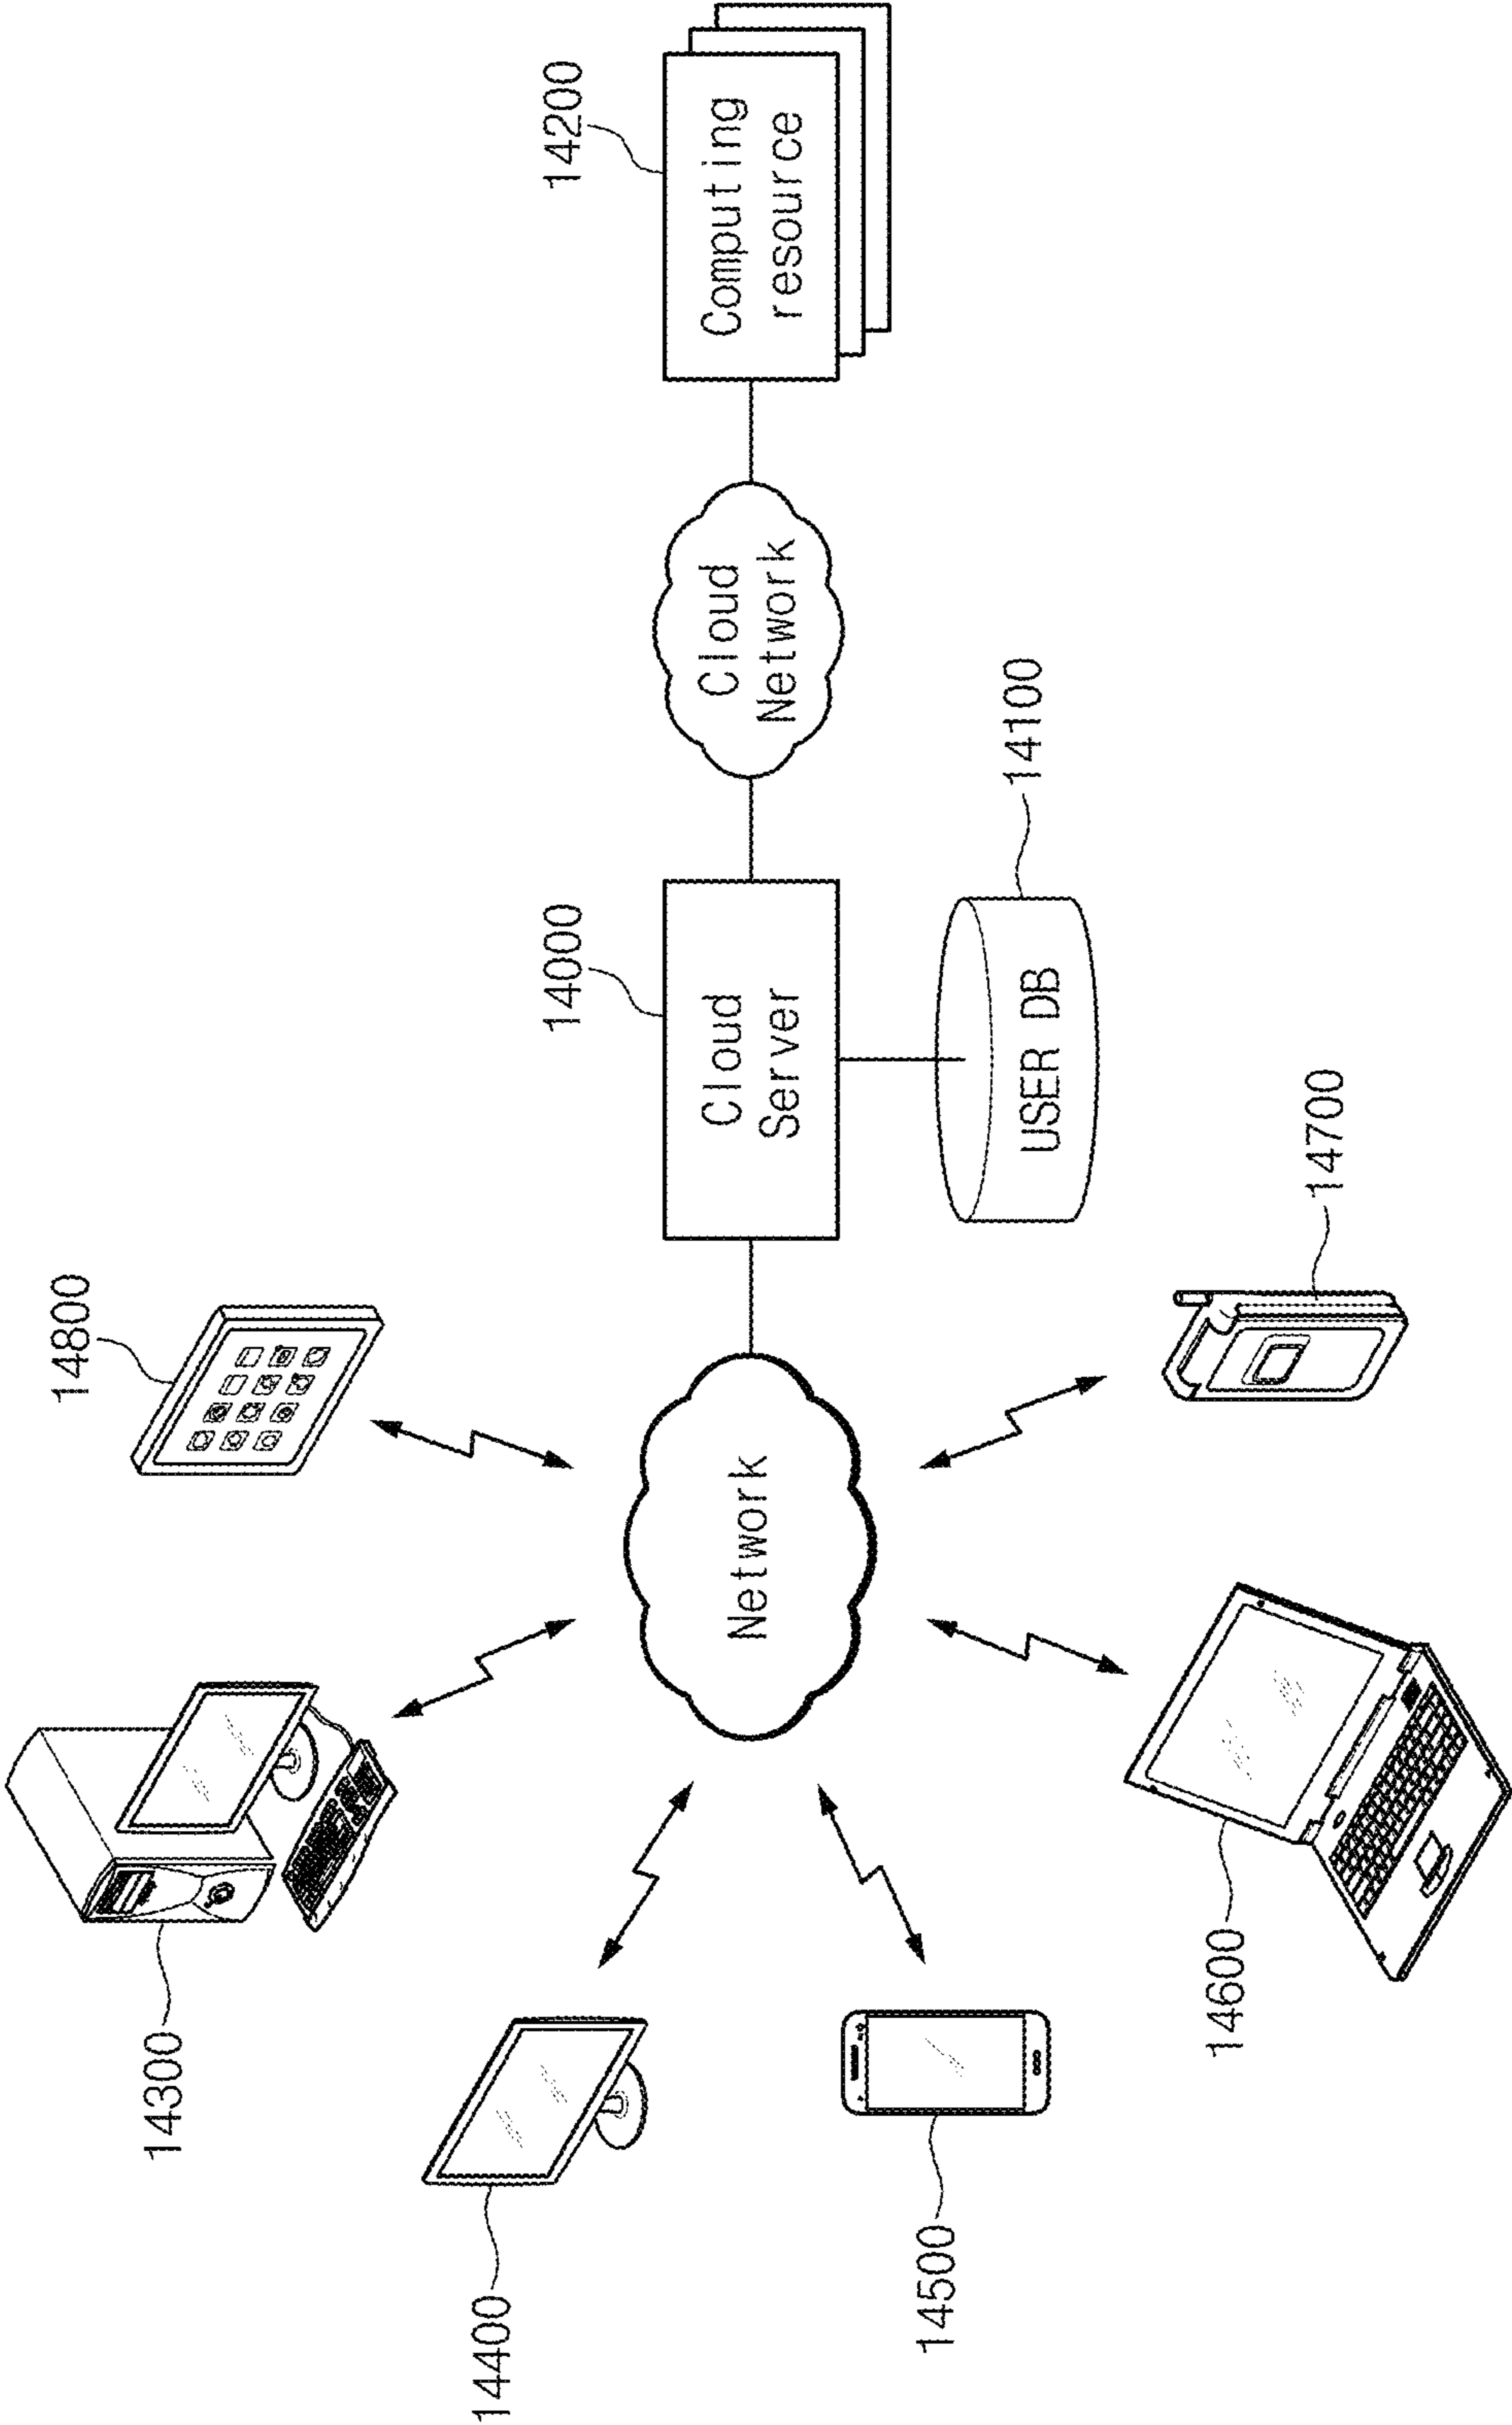 14300
14800
14400
14000
14200
Network
Cloud
Server
Cloud
Network
Computing
resource
14500
USER DB
14100
14600
14700